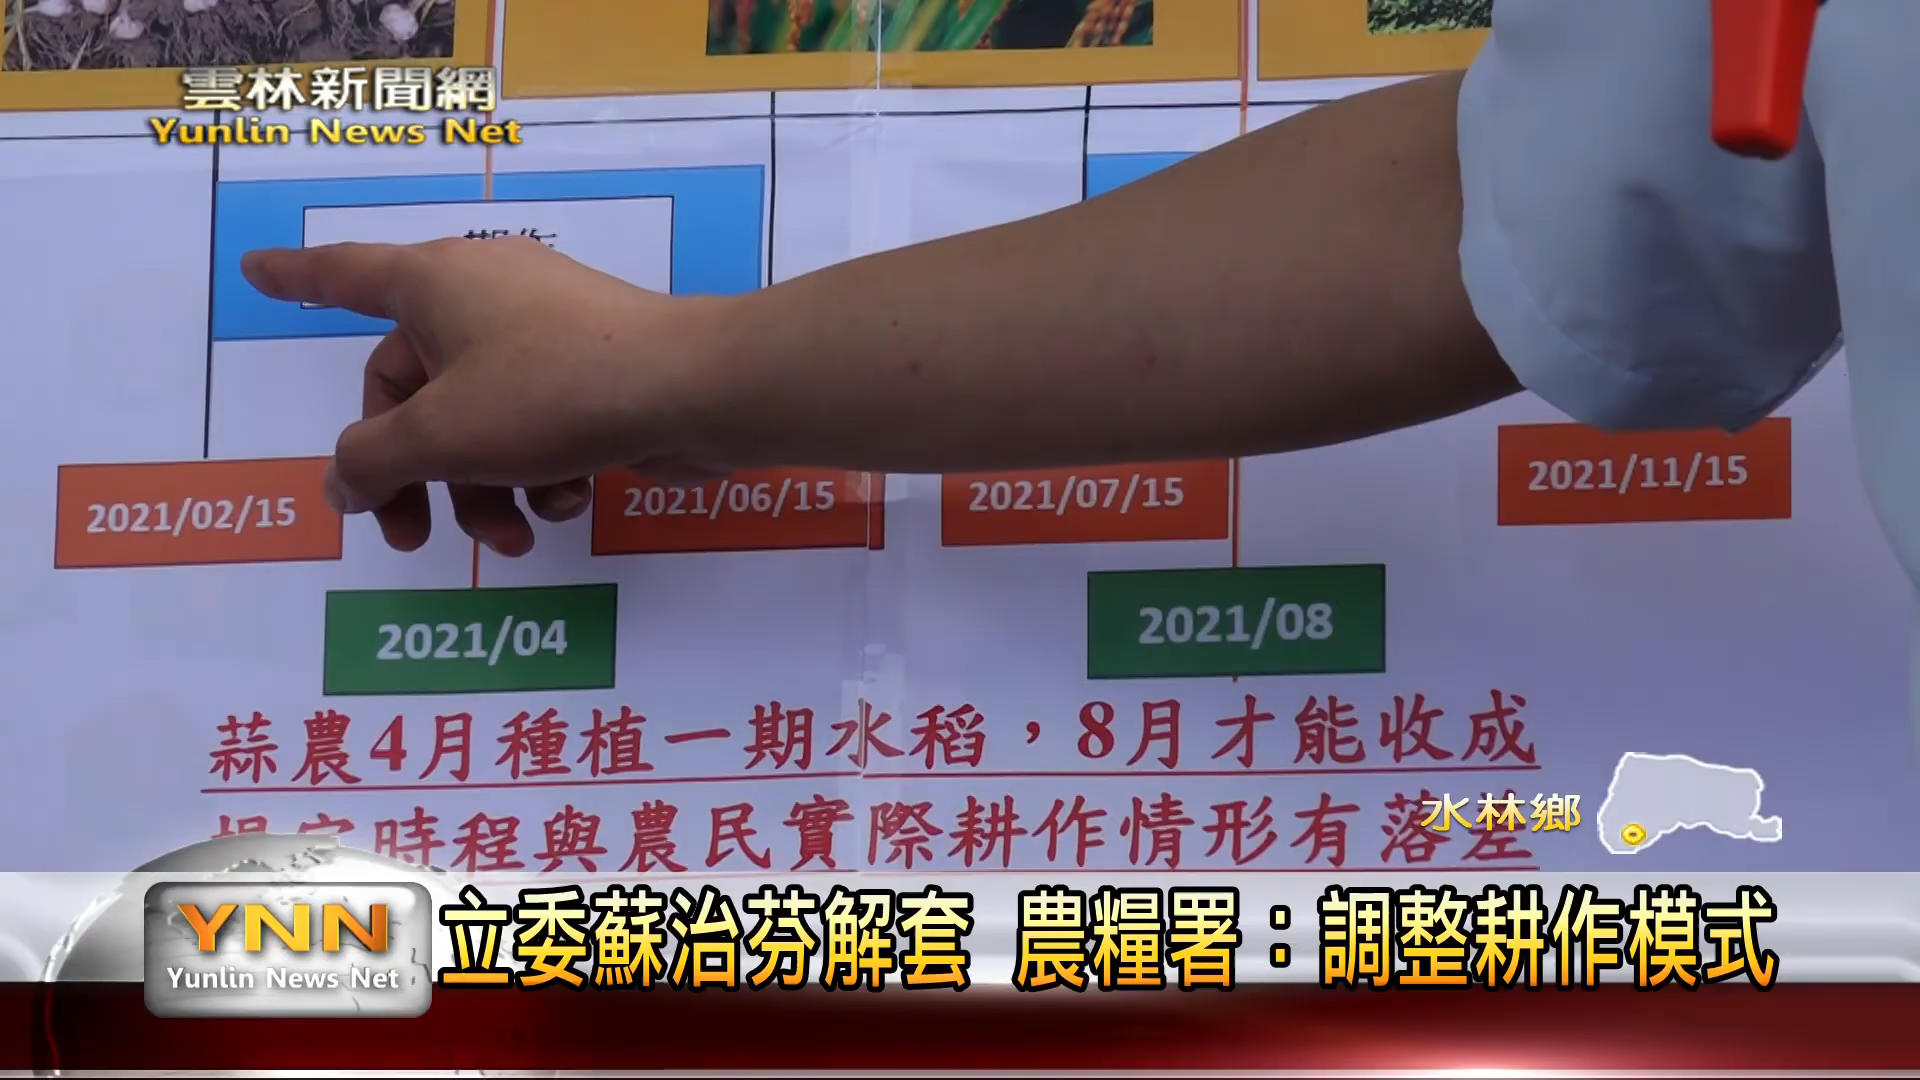 雲林新聞網
Yunlin News Net
期作
2021/02/15
2021/06/15
2021/07/15
2021/11/15
2021/04
2021/08
蒜農4月種植一期水稻，8月才能收成
時程與農民實際耕作情形有落差
水林鄉
YNN
Yunlin News Net
立委蘇治芬解套 農糧署：調整耕作模式